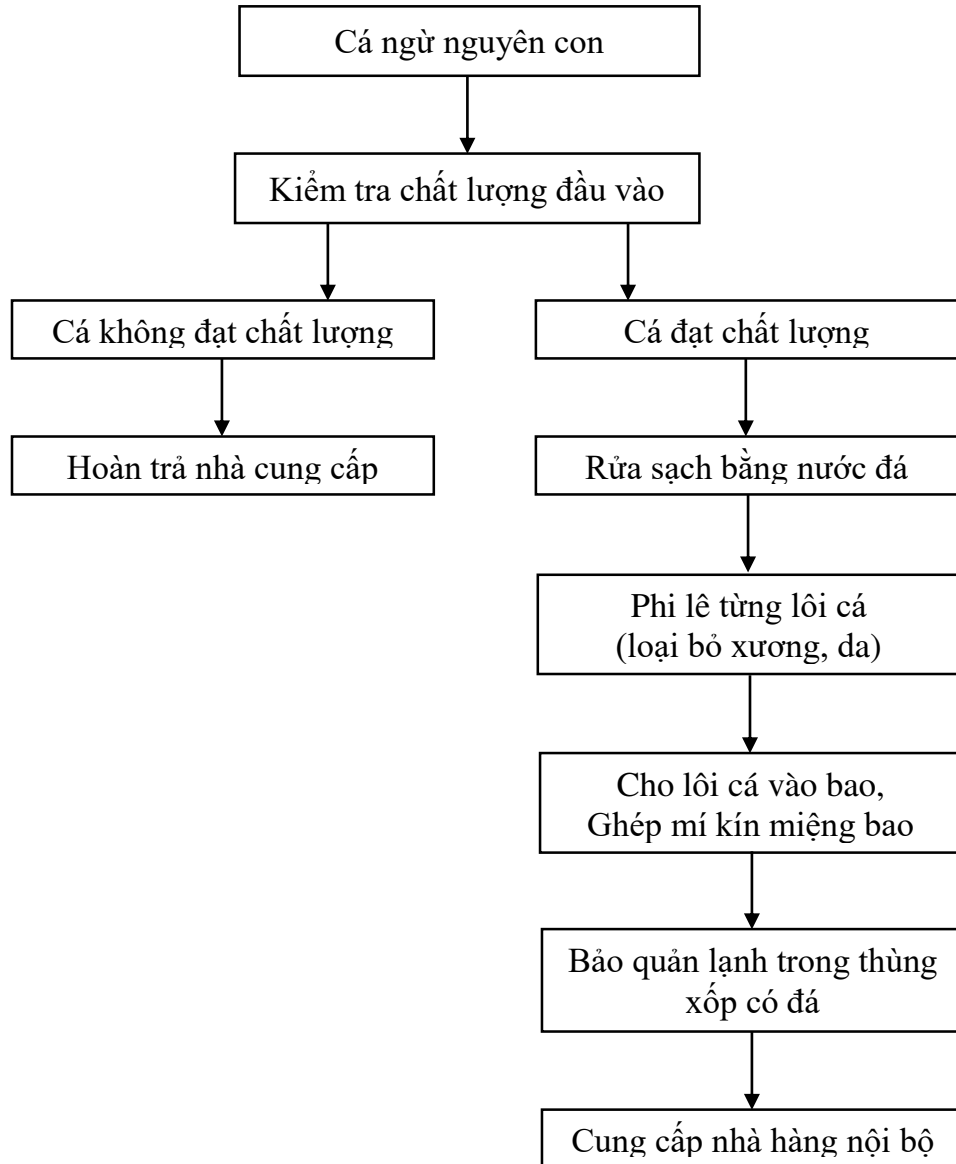 Cá ngừ nguyên con
Kiểm tra chất lượng đầu vào
Cá không đạt chất lượng
Cá đạt chất lượng
Hoàn trả nhà cung cấp
Rửa sạch bằng nước đá
Phi lê từng lôi cá
(loại bỏ xương, da)
Cho lôi cá vào bao,
Ghép mí kín miệng bao
Bảo quản lạnh trong thùng
xốp có đá
Cung cấp nhà hàng nội bộ